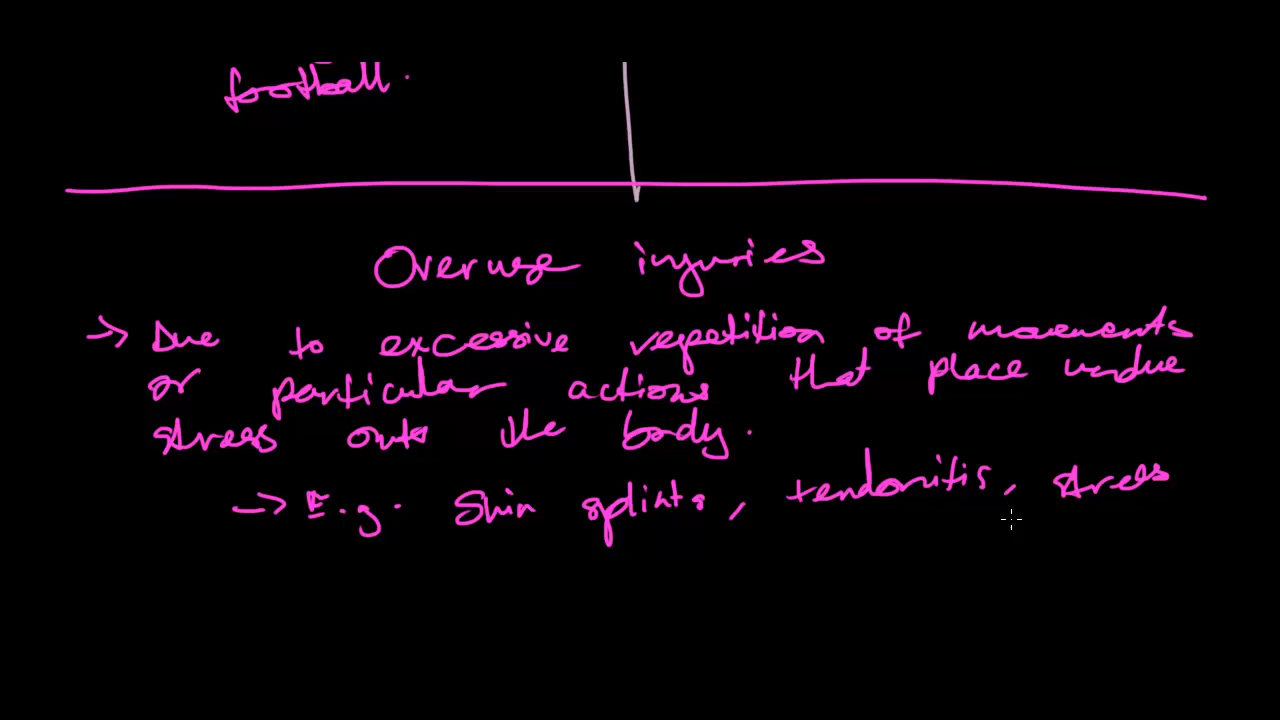 football.
Overuse injuries
→ Due to excessive repetition of movements
or particular actions that place undue
stress onto the body.
→ E.g. Shin splints, tendonitis, stress